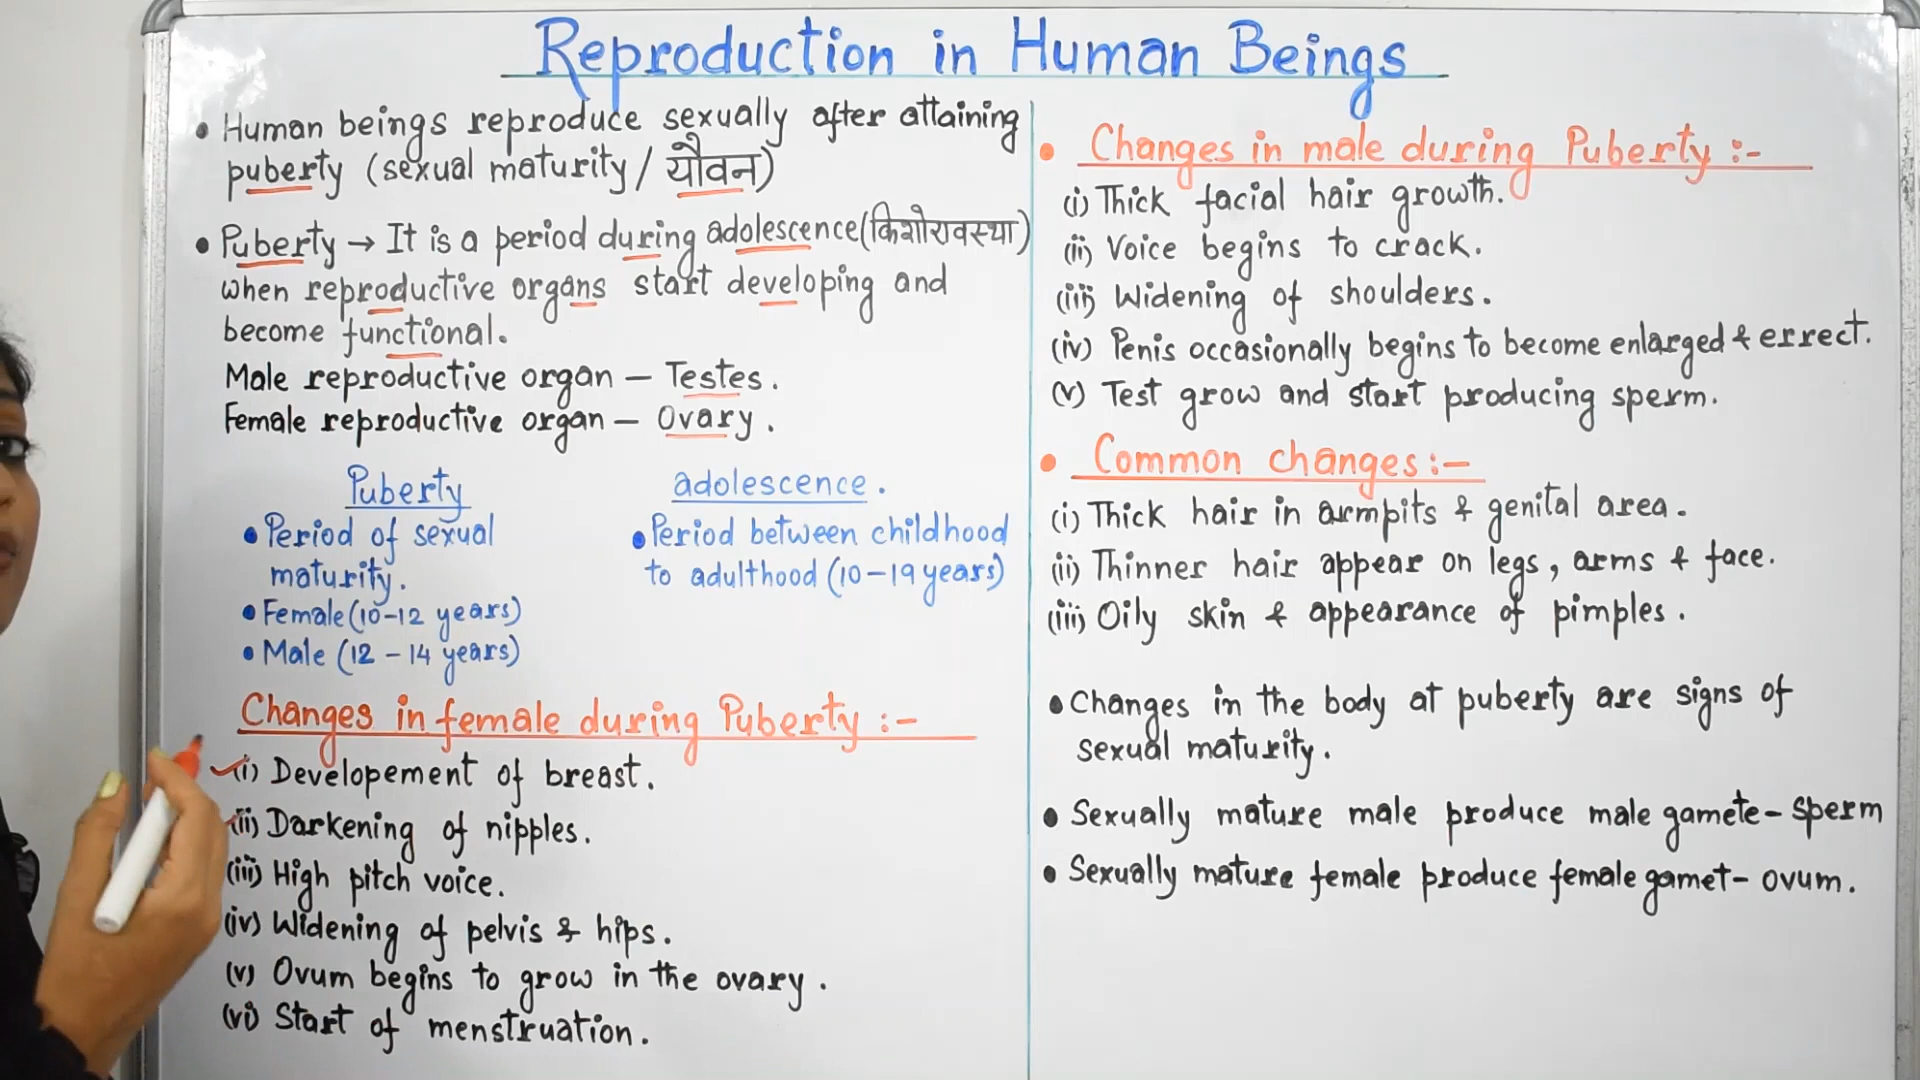 Reproduction in Human Beings
• Human beings reproduce sexually after attaining
puberty (sexual maturity / यौवन)
• Puberty → It is a period during adolescence (किशोरावस्था)
when reproductive organs start developing and
become functional.
Male reproductive organ – Testes.
Female reproductive organ – Ovary.
Puberty
• Period of sexual
maturity.
• Female (10-12 years)
• Male (12 - 14 years)
adolescence.
• Period between childhood
to adulthood (10-19 years)
Changes in female during Puberty :-
(i) Developement of breast.
(ii) Darkening of nipples.
(iii) High pitch voice.
(iv) Widening of pelvis & hips.
(v) Ovum begins to grow in the ovary.
(vi) Start of menstruation.
• Changes in male during Puberty :-
(i) Thick facial hair growth.
(ii) Voice begins to crack.
(iii) Widening of shoulders.
(iv) Penis occasionally begins to become enlarged & errect.
(v) Test grow and start producing sperm.
• Common changes:-
(i) Thick hair in armpits & genital area.
(ii) Thinner hair appear on legs, arms & face.
(iii) Oily skin & appearance of pimples.
• Changes in the body at puberty are signs of
sexual maturity.
• Sexually mature male produce male gamete - sperm
• Sexually mature female produce female gamet - ovum.